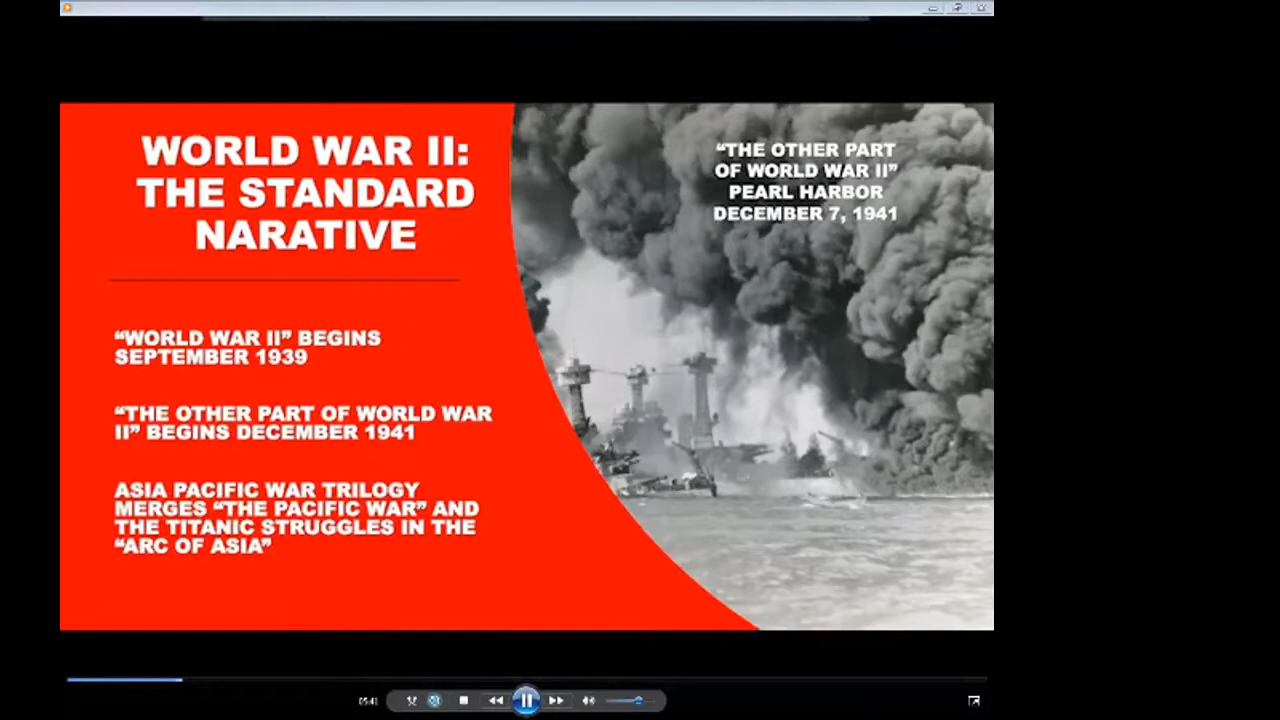 WORLD WAR II:
THE STANDARD
NARATIVE
“WORLD WAR II” BEGINS
SEPTEMBER 1939
“THE OTHER PART OF WORLD WAR
II” BEGINS DECEMBER 1941
ASIA PACIFIC WAR TRILOGY
MERGES “THE PACIFIC WAR” AND
THE TITANIC STRUGGLES IN THE
“ARC OF ASIA”
“THE OTHER PART
OF WORLD WAR II”
PEARL HARBOR
DECEMBER 7, 1941
05:41